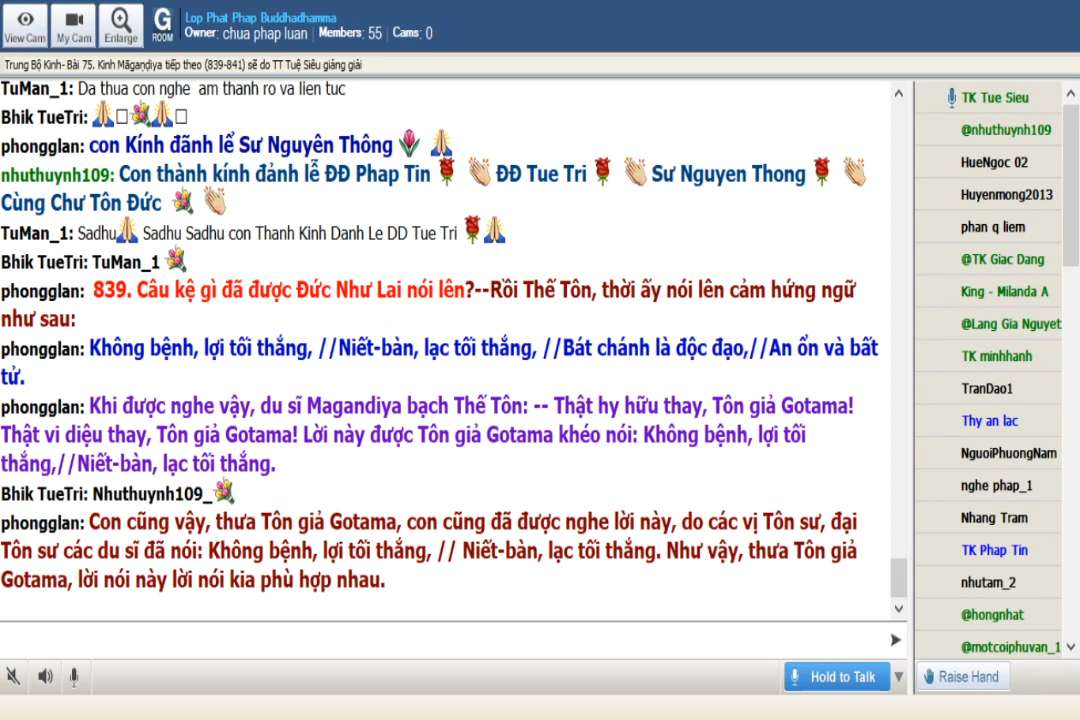 View Cam
My Cam
Enlarge
G
ROOM
Lop Phat Phap Buddhadhamma
Owner: chua phap luan | Members: 55 | Cams: 0
Trung Bộ Kinh- Bài 75. Kinh Māgaṇḍiya tiếp theo (839-841) sẽ do TT Tuệ Siêu giảng giải
TuMan_1: Da thua con nghe am thanh ro va lien tuc
Bhik TueTri: 🙏□💐🙏□
phongglan: con Kính đãnh lể Sư Nguyên Thông 🌷 🙏
nhuthuynh109: Con thành kính đảnh lễ ĐĐ Phap Tin 🌹 👏 ĐĐ Tue Tri 🌹 👏 Sư Nguyen Thong 🌹 👏
Cùng Chư Tôn Đức 💐 👏
TuMan_1: Sadhu🙏 Sadhu Sadhu con Thanh Kinh Danh Le DD Tue Tri 🌹🙏
Bhik TueTri: TuMan_1 💐
phongglan: 839. Câu kệ gì đã được Đức Như Lai nói lên?--Rồi Thế Tôn, thời ấy nói lên cảm hứng ngữ
như sau:
phongglan: Không bệnh, lợi tối thắng, //Niết-bàn, lạc tối thắng, //Bát chánh là độc đạo,//An ổn và bất
tử.
phongglan: Khi được nghe vậy, du sĩ Magandiya bạch Thế Tôn: -- Thật hy hữu thay, Tôn giả Gotama!
Thật vi diệu thay, Tôn giả Gotama! Lời này được Tôn giả Gotama khéo nói: Không bệnh, lợi tối
thắng,//Niết-bàn, lạc tối thắng.
Bhik TueTri: Nhuthuynh109_💐
phongglan: Con cũng vậy, thưa Tôn giả Gotama, con cũng đã được nghe lời này, do các vị Tôn sư, đại
Tôn sư các du sĩ đã nói: Không bệnh, lợi tối thắng, // Niết-bàn, lạc tối thắng. Như vậy, thưa Tôn giả
Gotama, lời nói này lời nói kia phù hợp nhau.
TK Tue Sieu
@nhuthuynh109
HueNgoc 02
Huyenmong2013
phan q liem
@TK Giac Dang
King - Milanda A
@Lang Gia Nguyet
TK minhhanh
TranDao1
Thy an lac
NguoiPhuongNam
nghe phap_1
Nhang Tram
TK Phap Tin
nhutam_2
@hongnhat
@motcoiphuvan_1
Hold to Talk
Raise Hand